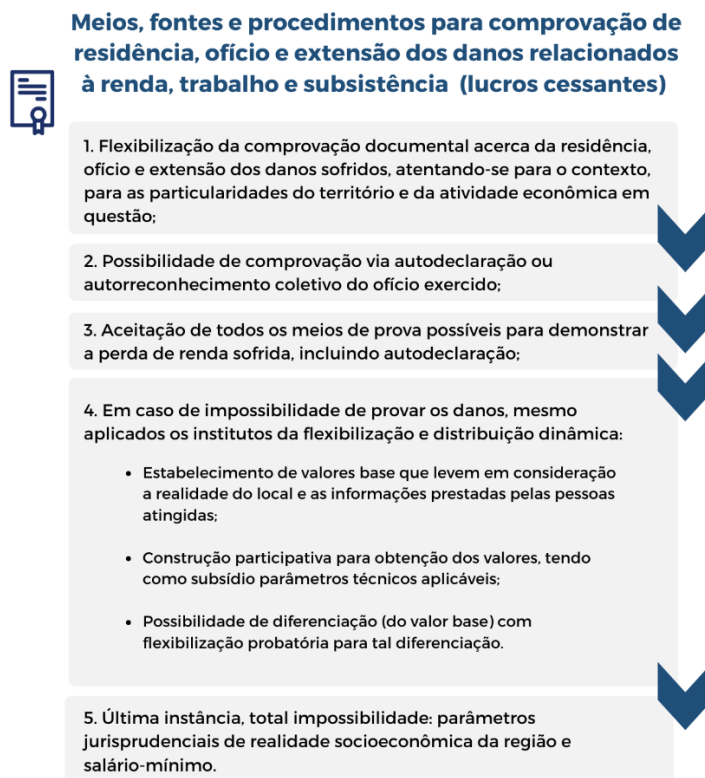 Meios, fontes e procedimentos para comprovação de
residência, ofício e extensão dos danos relacionados
à renda, trabalho e subsistência (lucros cessantes)
1. Flexibilização da comprovação documental acerca da residência,
ofício e extensão dos danos sofridos, atentando-se para o contexto,
para as particularidades do território e da atividade econômica em
questão;
2. Possibilidade de comprovação via autodeclaração ou
autorreconhecimento coletivo do ofício exercido;
3. Aceitação de todos os meios de prova possíveis para demonstrar
a perda de renda sofrida, incluindo autodeclaração;
4. Em caso de impossibilidade de provar os danos, mesmo
aplicados os institutos da flexibilização e distribuição dinâmica:
• Estabelecimento de valores base que levem em consideração
a realidade do local e as informações prestadas pelas pessoas
atingidas;
• Construção participativa para obtenção dos valores, tendo
como subsídio parâmetros técnicos aplicáveis;
• Possibilidade de diferenciação (do valor base) com
flexibilização probatória para tal diferenciação.
5. Última instância, total impossibilidade: parâmetros
jurisprudenciais de realidade socioeconômica da região e
salário-mínimo.